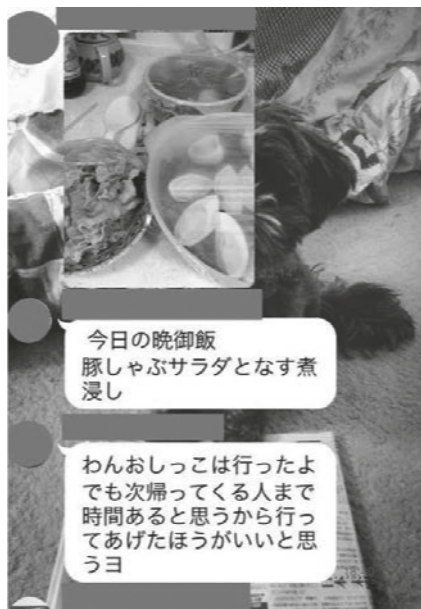 今日の晩御飯
豚しゃぶサラダとなす煮
浸し
わんおしっこは行ったよ
でも次帰ってくる人まで
時間あると思うから行っ
てあげたほうがいいと思
うヨ